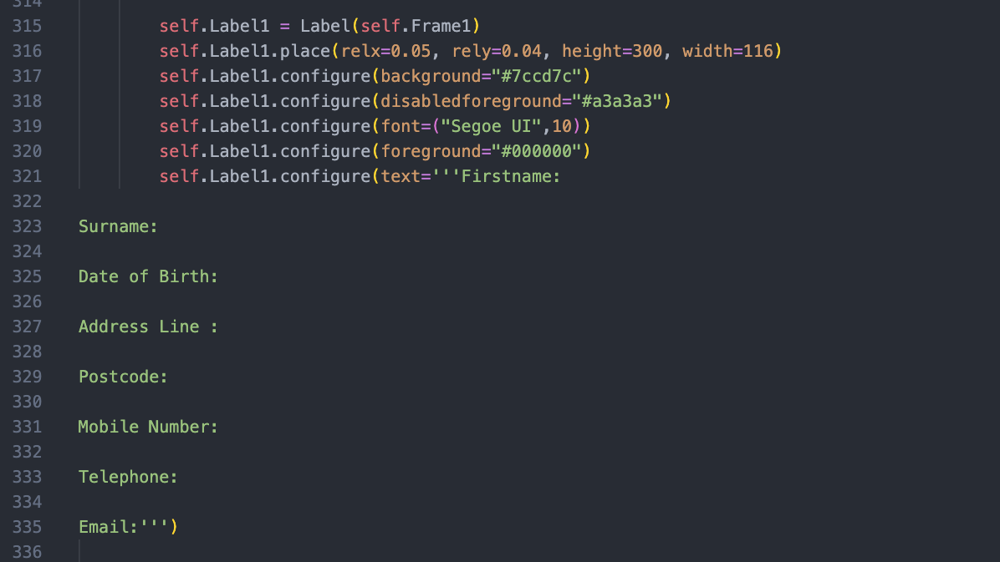 314
315 self.Label1 = Label(self.Frame1)
316 self.Label1.place(relx=0.05, rely=0.04, height=300, width=116)
317 self.Label1.configure(background="#7ccd7c")
318 self.Label1.configure(disabledforeground="#a3a3a3")
319 self.Label1.configure(font=("Segoe UI",10))
320 self.Label1.configure(foreground="#000000")
321 self.Label1.configure(text='''Firstname:
322
323 Surname:
324
325 Date of Birth:
326
327 Address Line :
328
329 Postcode:
330
331 Mobile Number:
332
333 Telephone:
334
335 Email:''')
336